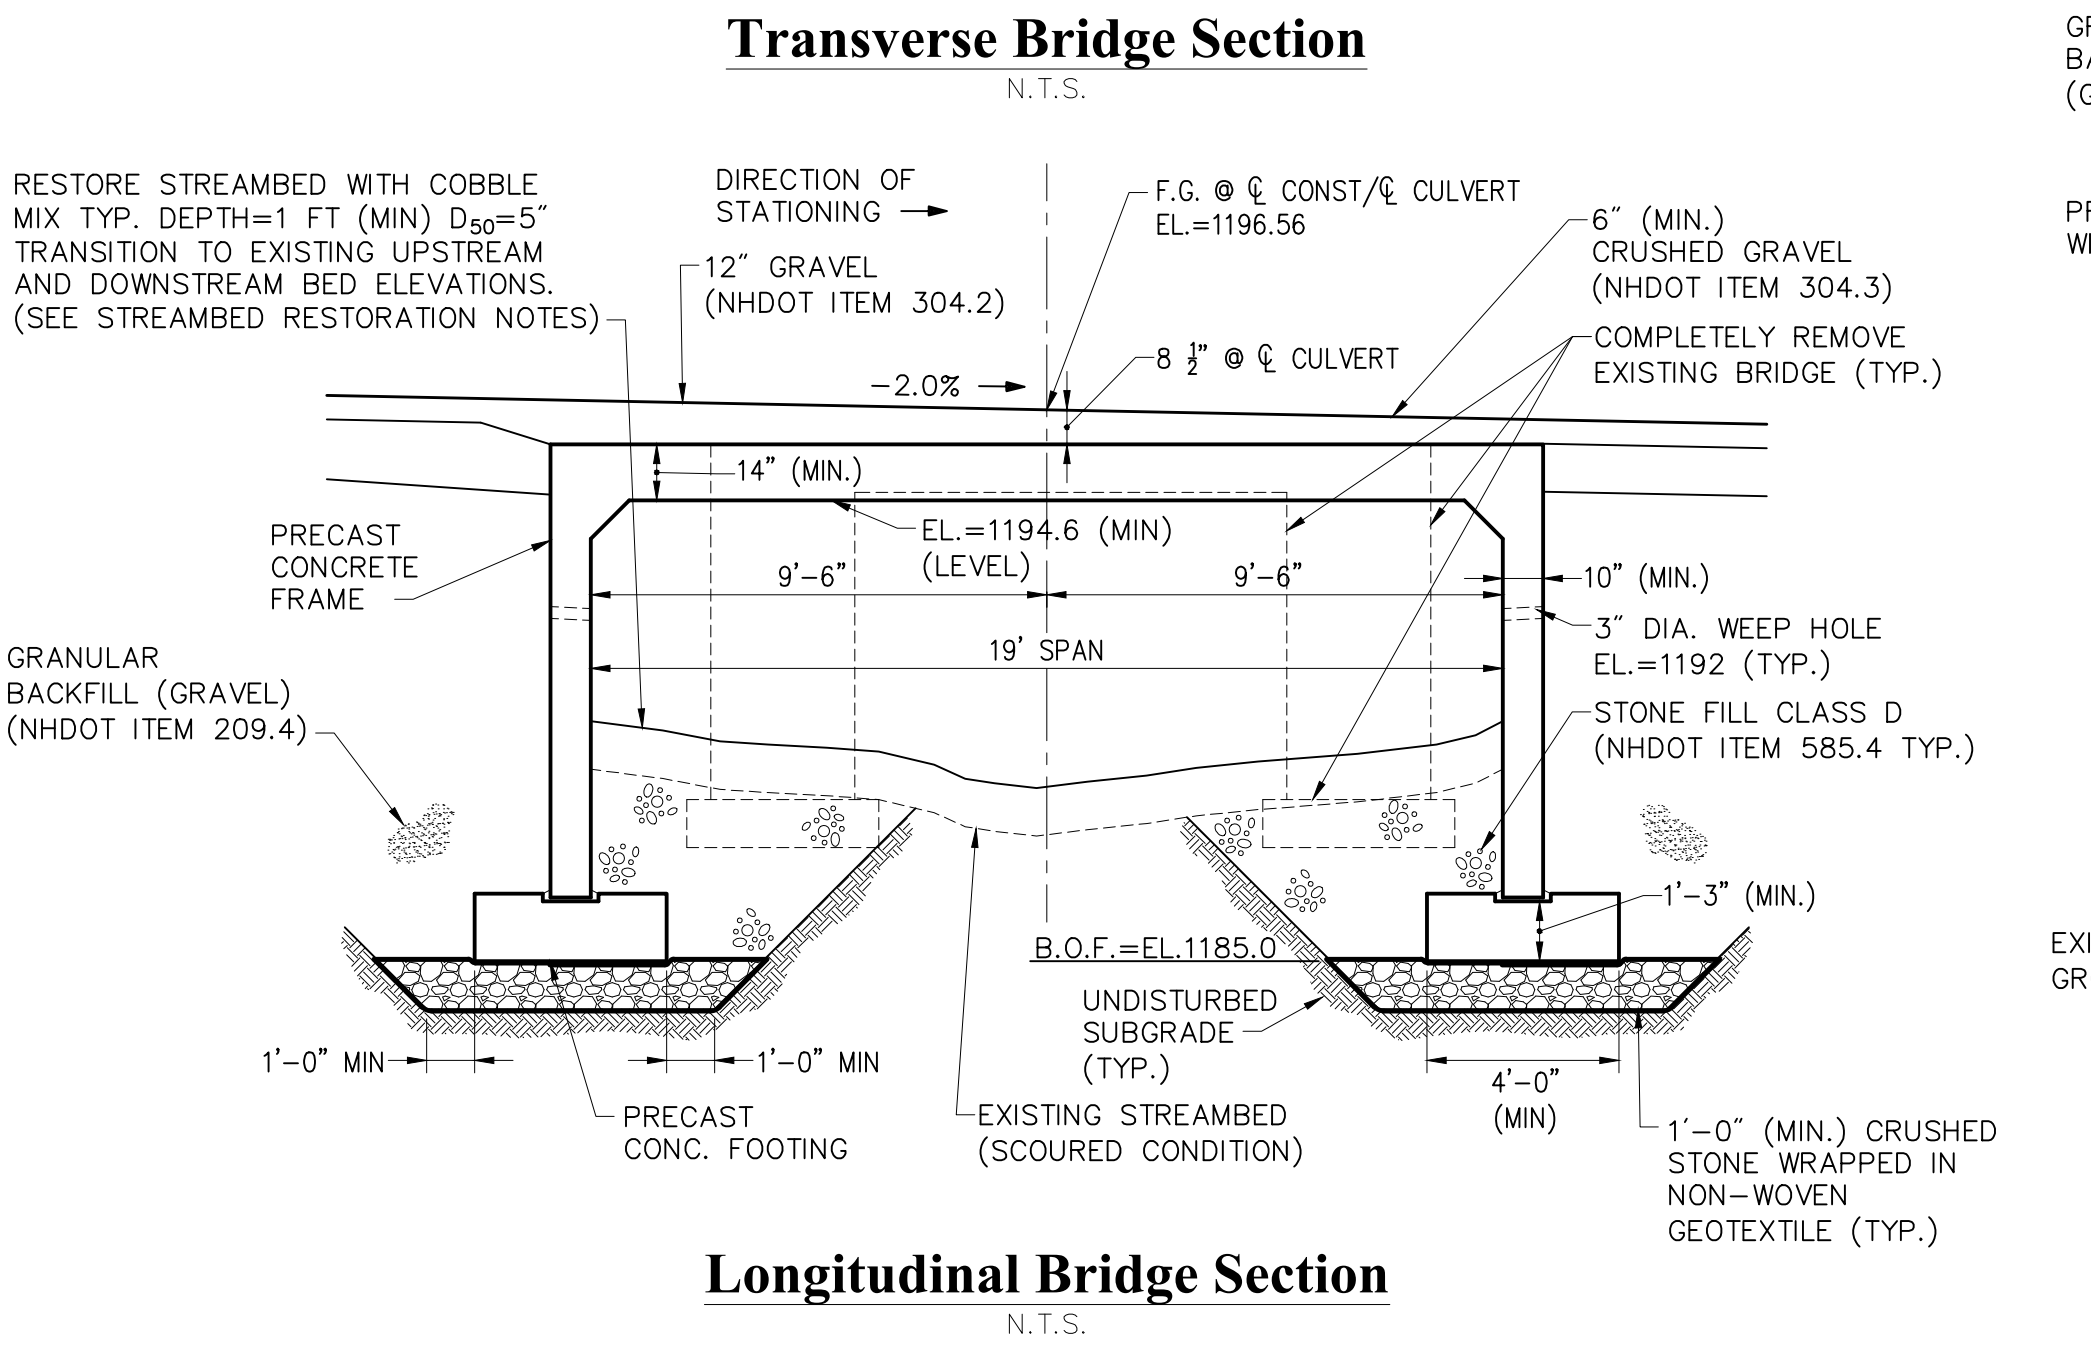 Transverse Bridge Section
N.T.S.
RESTORE STREAMBED WITH COBBLE
MIX TYP. DEPTH=1 FT (MIN) D50=5"
TRANSITION TO EXISTING UPSTREAM
AND DOWNSTREAM BED ELEVATIONS.
(SEE STREAMBED RESTORATION NOTES)
DIRECTION OF
STATIONING
12" GRAVEL
(NHDOT ITEM 304.2)
F.G. @ ℄ CONST/℄ CULVERT
EL.=1196.56
6" (MIN.)
CRUSHED GRAVEL
(NHDOT ITEM 304.3)
COMPLETELY REMOVE
EXISTING BRIDGE (TYP.)
8 1/2" @ ℄ CULVERT
-2.0%
14" (MIN.)
EL.=1194.6 (MIN)
(LEVEL)
PRECAST
CONCRETE
FRAME
9'-6"
9'-6"
10" (MIN.)
19' SPAN
3" DIA. WEEP HOLE
EL.=1192 (TYP.)
GRANULAR
BACKFILL (GRAVEL)
(NHDOT ITEM 209.4)
STONE FILL CLASS D
(NHDOT ITEM 585.4 TYP.)
1'-3" (MIN.)
B.O.F.=EL.1185.0
UNDISTURBED
SUBGRADE
(TYP.)
1'-0" MIN
1'-0" MIN
4'-0"
(MIN)
PRECAST
CONC. FOOTING
EXISTING STREAMBED
(SCOURED CONDITION)
1'-0" (MIN.) CRUSHED
STONE WRAPPED IN
NON-WOVEN
GEOTEXTILE (TYP.)
Longitudinal Bridge Section
N.T.S.
BA
(G
WI
EXI
GR